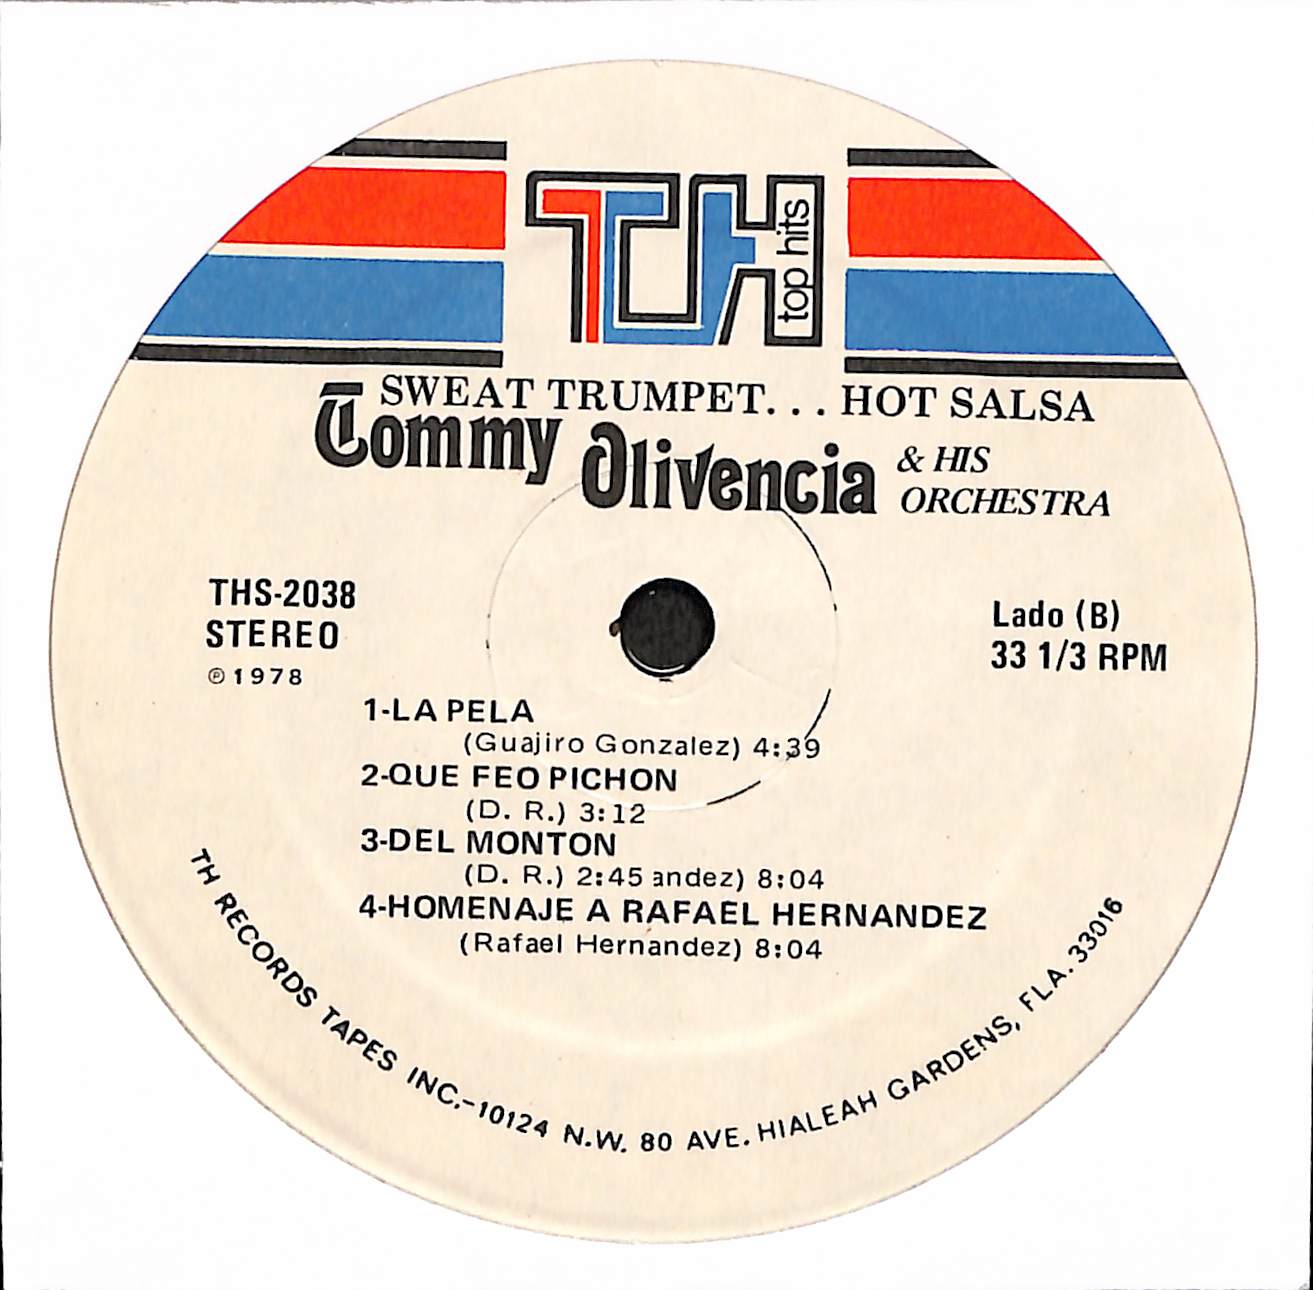 TH
top hits
SWEAT TRUMPET... HOT SALSA
Tommy Olivencia & HIS
ORCHESTRA
THS-2038
STEREO
℗1978
Lado (B)
33 1/3 RPM
1-LA PELA
(Guajiro Gonzalez) 4:39
2-QUE FEO PICHON
(D. R.) 3:12
3-DEL MONTON
(D. R.) 2:45 andez) 8:04
4-HOMENAJE A RAFAEL HERNANDEZ
(Rafael Hernandez) 8:04
TH RECORDS TAPES INC.-10124 N.W. 80 AVE. HIALEAH GARDENS, FLA. 33016